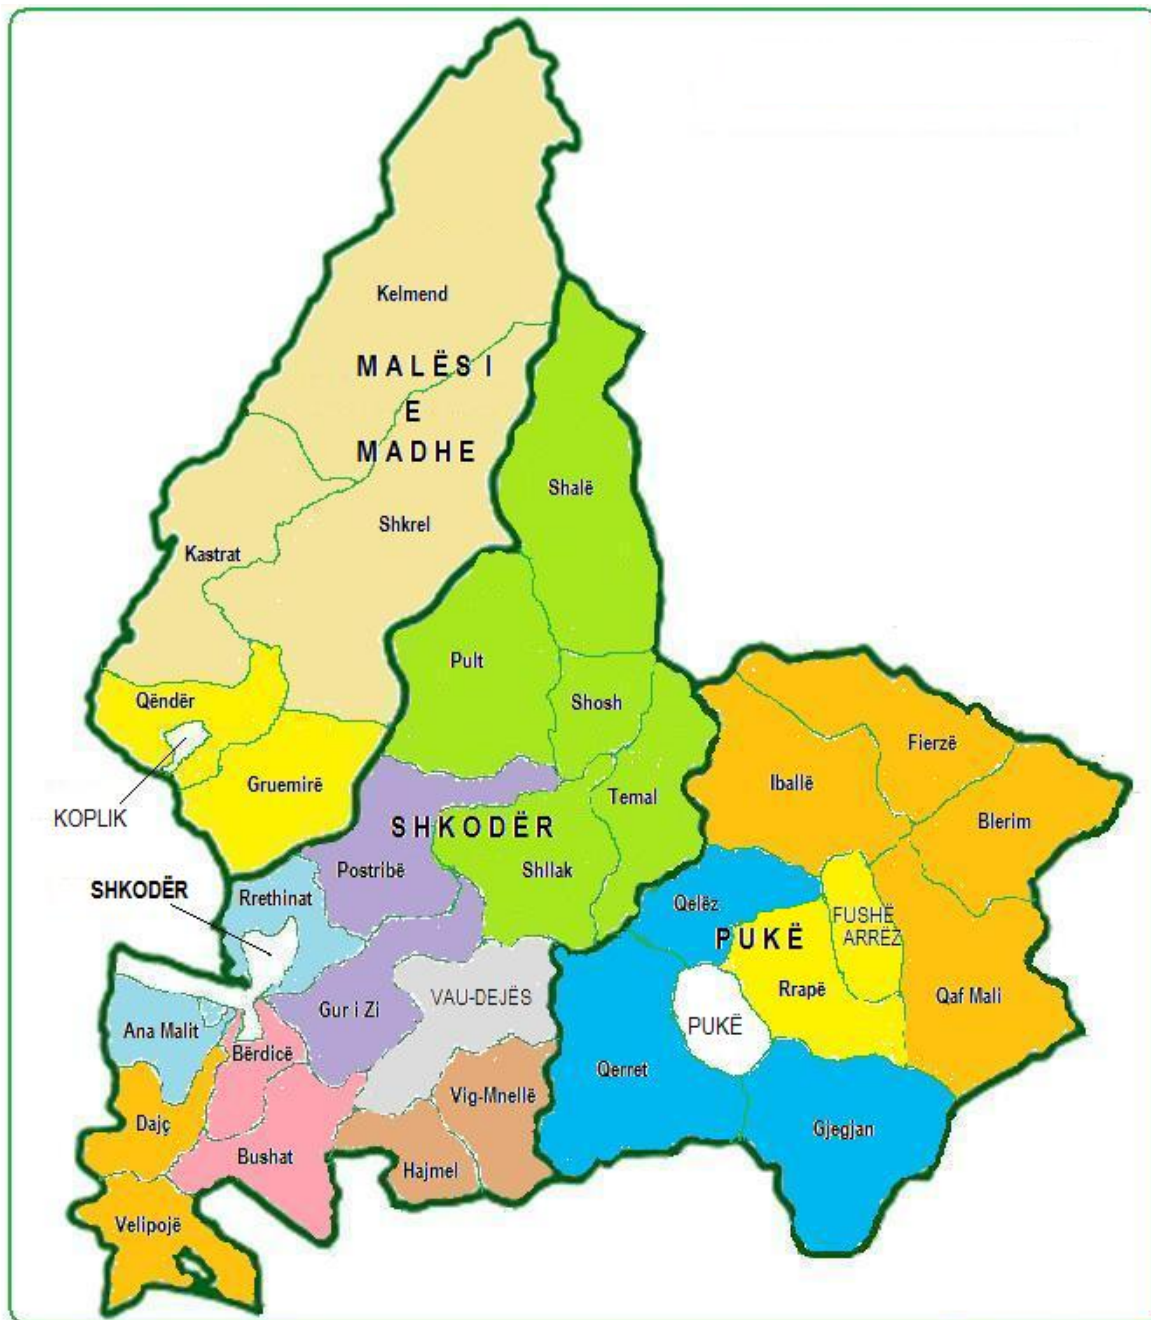 Kelmend
MALËSI
E
MADHE
Shalë
Shkrel
Kastrat
Pult
Qëndër
Shosh
Fierzë
Iballë
Gruemirë
Temal
KOPLIK
Blerim
SHKODËR
Postribë
Shllak
SHKODËR
Rrethinat
Qelëz
FUSHË
ARRËZ
PUKË
Rrapë
Qaf Mali
VAU-DEJËS
Gur i Zi
Ana Malit
PUKË
Bërdicë
Qerret
Vig-Mnellë
Dajç
Gjegjan
Bushat
Hajmel
Velipojë